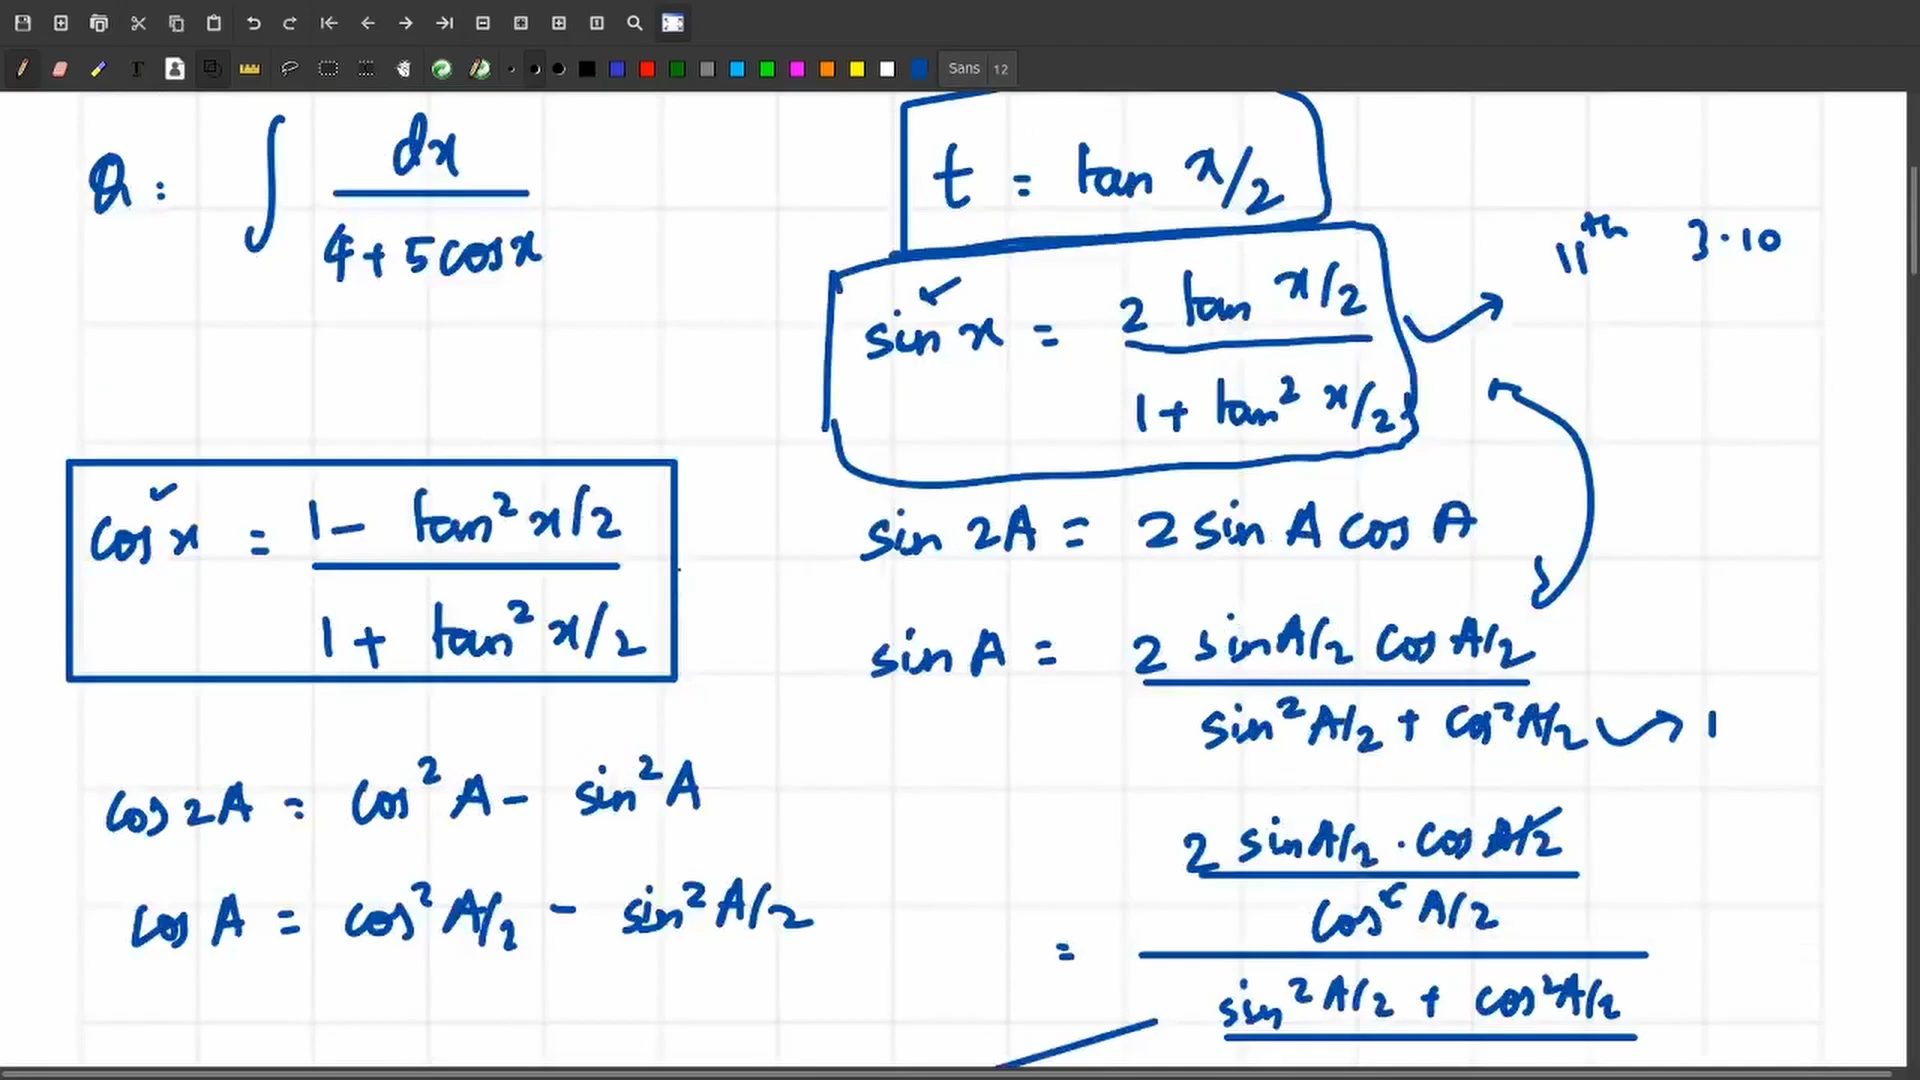 Sans 12
Q: ∫ dx / (4 + 5 cos x)
t = tan x/2
11th 3.10
sin x = 2 tan x/2 / (1 + tan² x/2)
cos x = (1 - tan² x/2) / (1 + tan² x/2)
sin 2A = 2 sin A cos A
sin A = 2 sin A/2 cos A/2 / (sin² A/2 + cos² A/2) → 1
cos 2A = cos² A - sin² A
cos A = cos² A/2 - sin² A/2
= (2 sin A/2 . cos A/2 / cos² A/2) / (sin² A/2 + cos² A/2)